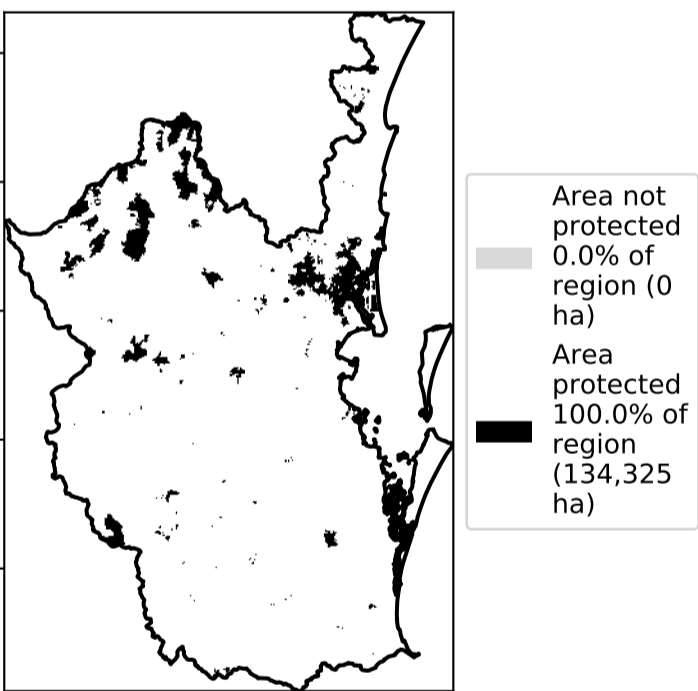 Area not
protected
0.0% of
region (0
ha)
Area
protected
100.0% of
region
(134,325
ha)